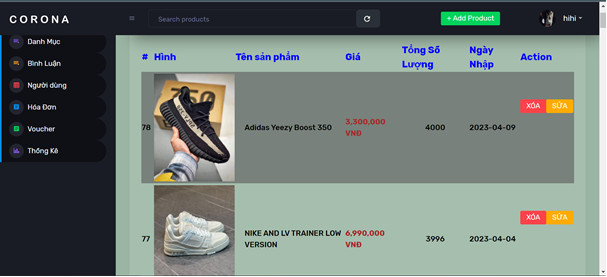 CORONA
Search products
+ Add Product
hihi
Danh Mục
Bình Luận
Người dùng
Hóa Đơn
Voucher
Thống Kê
# Hình Tên sản phẩm Giá Tổng Số Lượng Ngày Nhập Action
78 Adidas Yeezy Boost 350 3,300,000 VNĐ 4000 2023-04-09 XÓA SỬA
77 NIKE AND LV TRAINER LOW VERSION 6,990,000 VNĐ 3996 2023-04-04 XÓA SỬA